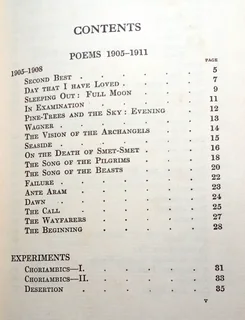 CONTENTS
POEMS 1905–1911
PAGE
1905–1908
Second Best . . . . . . 5
Day that I have Loved . . . . . 7
Sleeping Out: Full Moon . . . . 9
In Examination . . . . . 11
Pine-Trees and the Sky: Evening . . . 12
Wagner . . . . . . 13
The Vision of the Archangels . . . 14
Seaside . . . . . . 15
On the Death of Smet-Smet . . . 16
The Song of the Pilgrims . . . . 18
The Song of the Beasts . . . . 20
Failure . . . . . . 22
Ante Aram . . . . . . 23
Dawn . . . . . . 24
The Call . . . . . . 25
The Wayfarers . . . . . 27
The Beginning . . . . . 28
EXPERIMENTS
Choriambics—I. . . . . . 31
Choriambics—II. . . . . . 33
Desertion . . . . . . 35
v